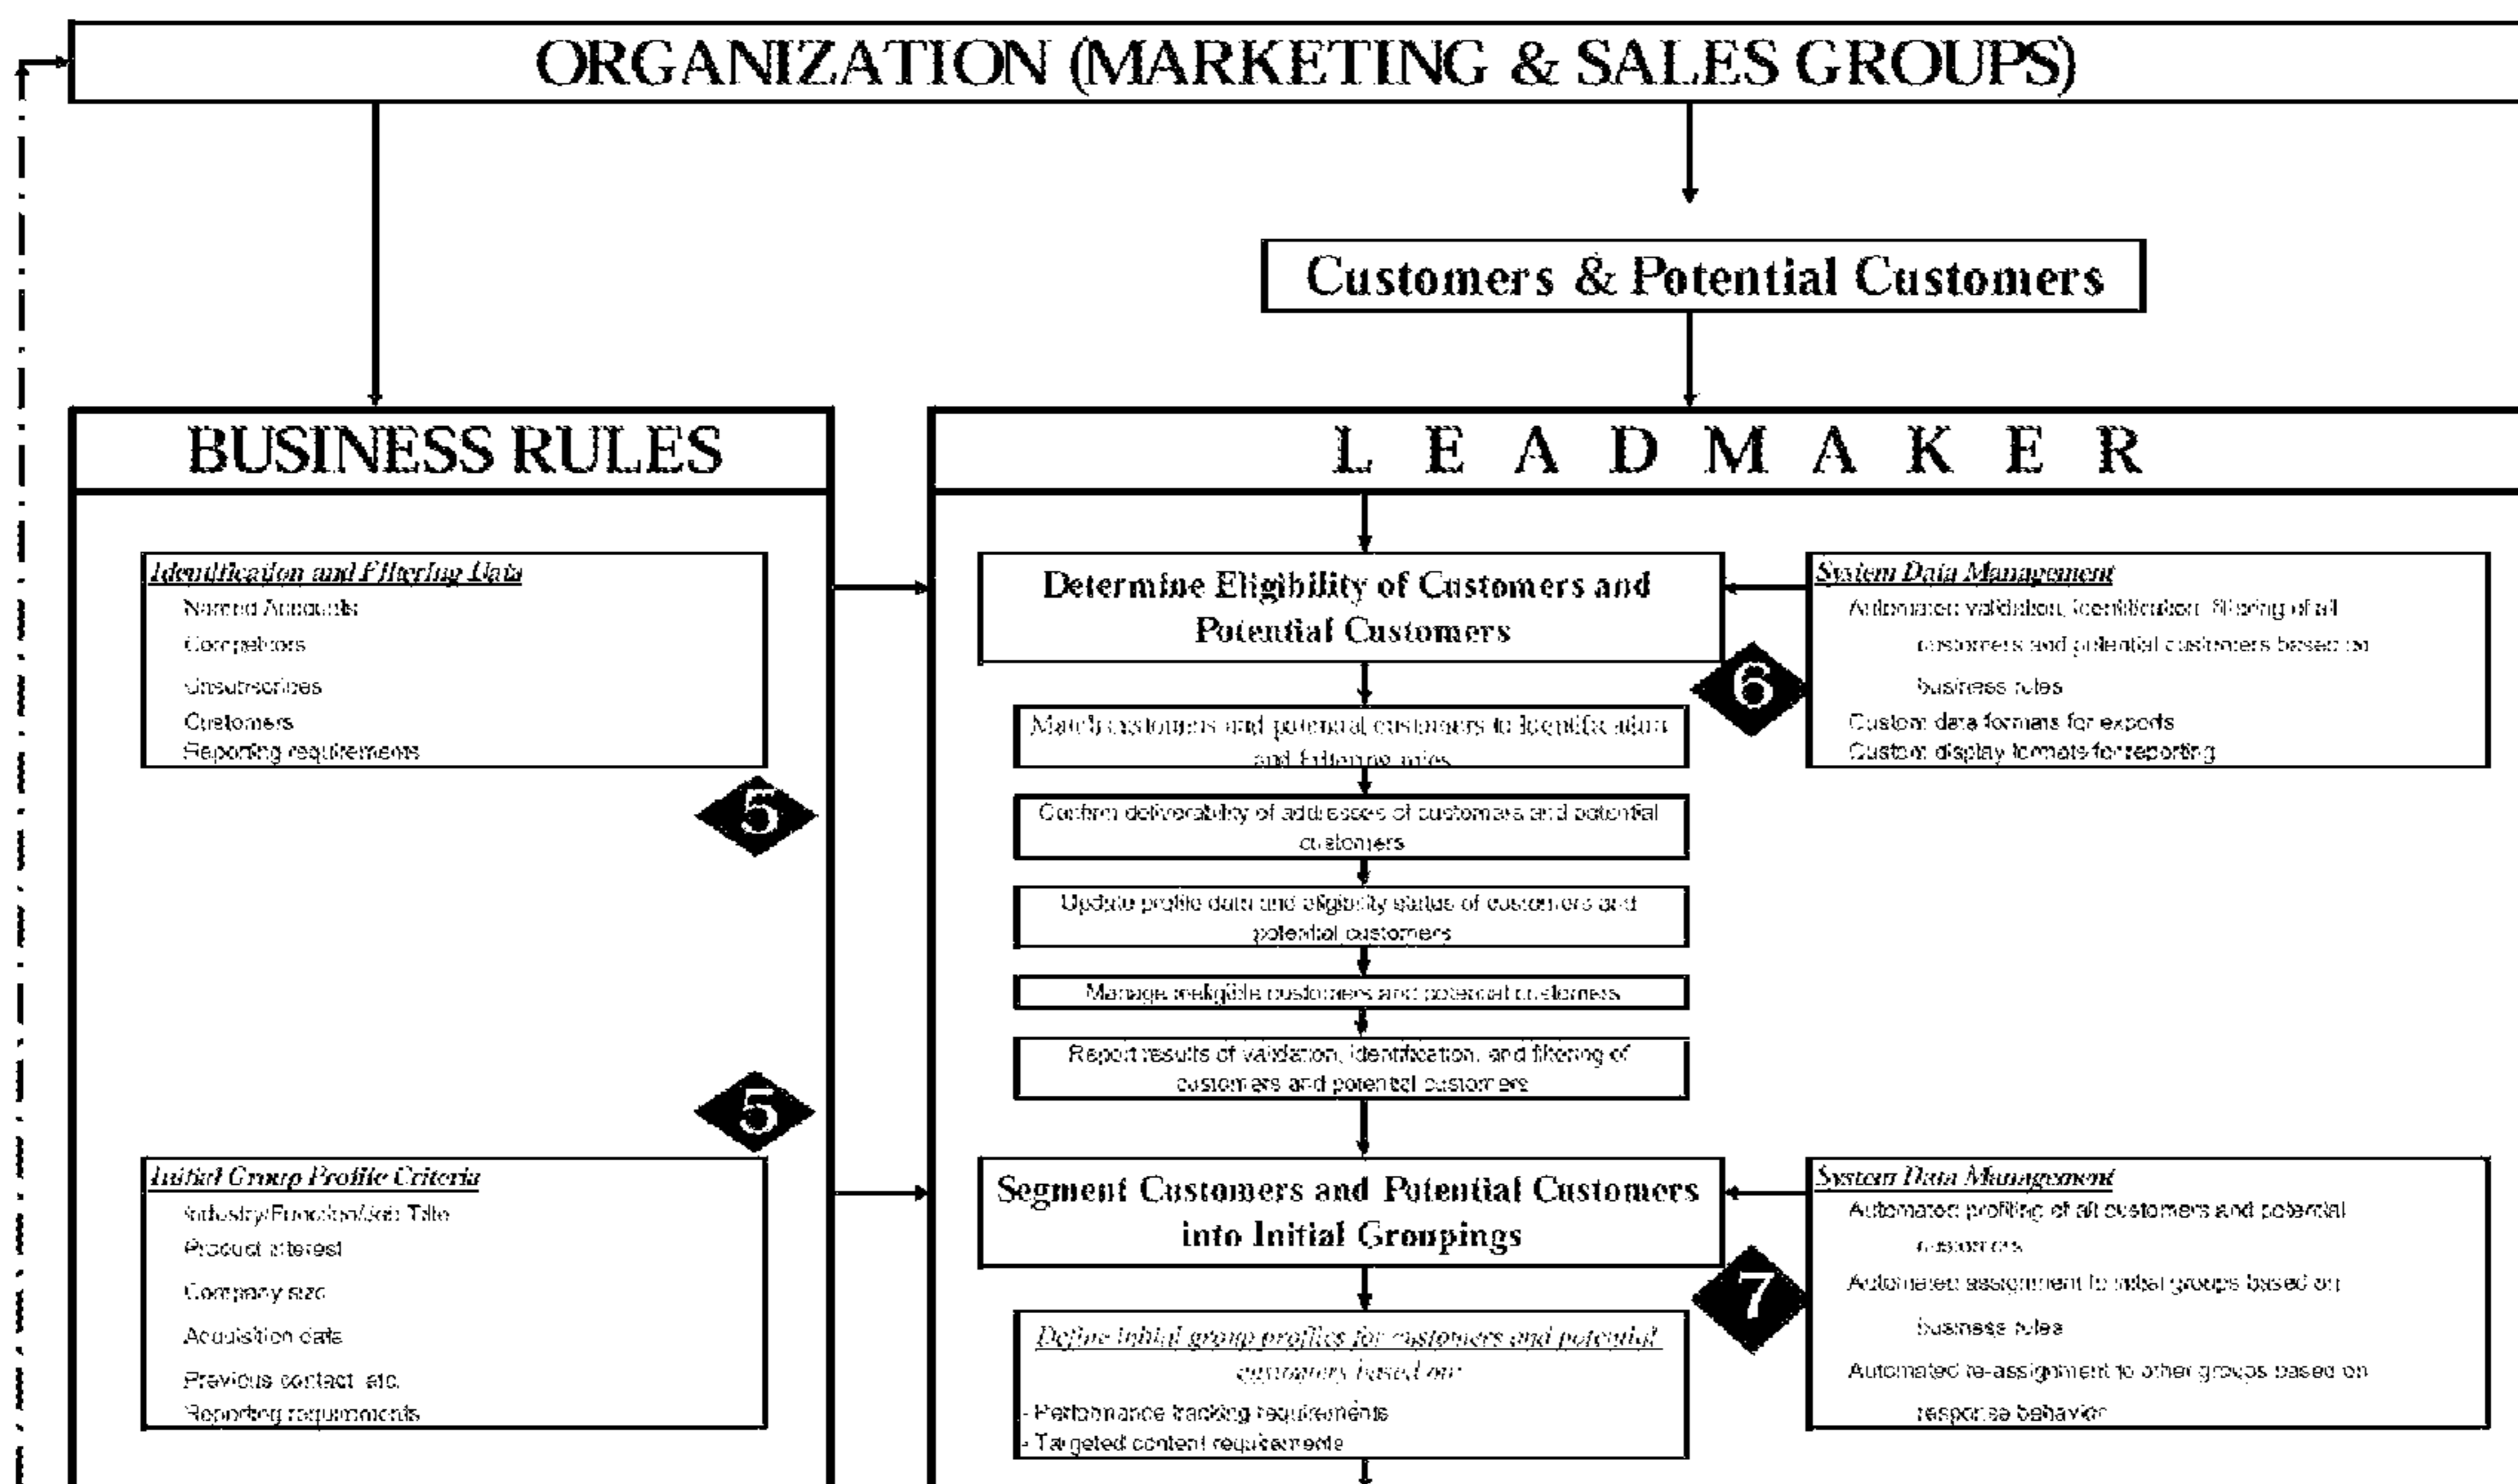 ORGANIZATION (MARKETING & SALES GROUPS)
Customers & Potential Customers
BUSINESS RULES
L E A D M A K E R
Identification and Filtering Data
Named Accounts
Competitors
Unsubscribes
Customers
Reporting requirements
5
Determine Eligibility of Customers and
Potential Customers
System Data Management
Automated validation, identification, filtering of all
customers and potential customers based on
business rules
Custom data formats for exports
Custom display formats for reporting
6
Match customers and potential customers to Identification
and Filtering rules
Confirm deliverability of addresses of customers and potential
customers
Update profile data and eligibility status of customers and
potential customers
Manage ineligible customers and potential customers
Report results of validation, identification, and filtering of
customers and potential customers
5
Initial Group Profile Criteria
Industry/Function/Job Title
Product interest
Company size
Acquisition data
Previous contact, etc.
Reporting requirements
Segment Customers and Potential Customers
into Initial Groupings
System Data Management
Automated profiling of all customers and potential
customers
Automated assignment to initial groups based on
business rules
Automated re-assignment to other groups based on
response behavior
7
Define initial group profiles for customers and potential
customers based on:
- Performance tracking requirements
- Targeted content requirements